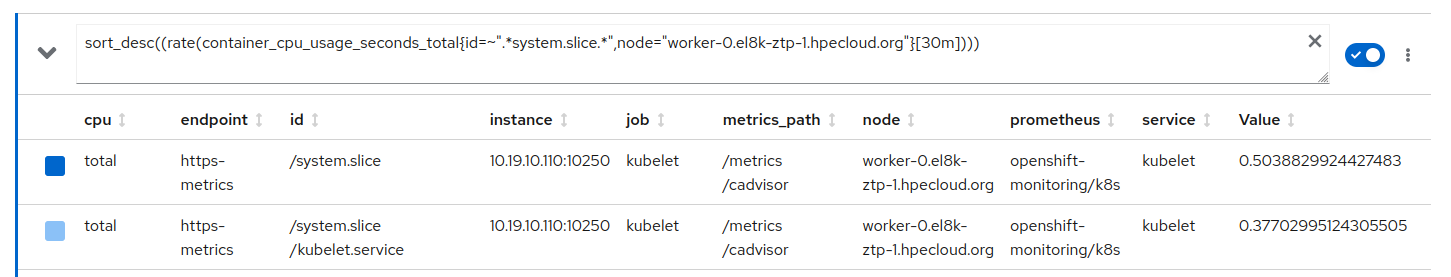 sort_desc((rate(container_cpu_usage_seconds_total{id=~".*system.slice.*",node="worker-0.el8k-ztp-1.hpecloud.org"}[30m])))
cpu endpoint id instance job metrics_path node prometheus service Value
total https- /system.slice 10.19.10.110:10250 kubelet /metrics worker-0.el8k- openshift- kubelet 0.5038829924427483
metrics /cadvisor ztp-1.hpecloud.org monitoring/k8s
total https- /system.slice 10.19.10.110:10250 kubelet /metrics worker-0.el8k- openshift- kubelet 0.37702995124305505
metrics /kubelet.service /cadvisor ztp-1.hpecloud.org monitoring/k8s